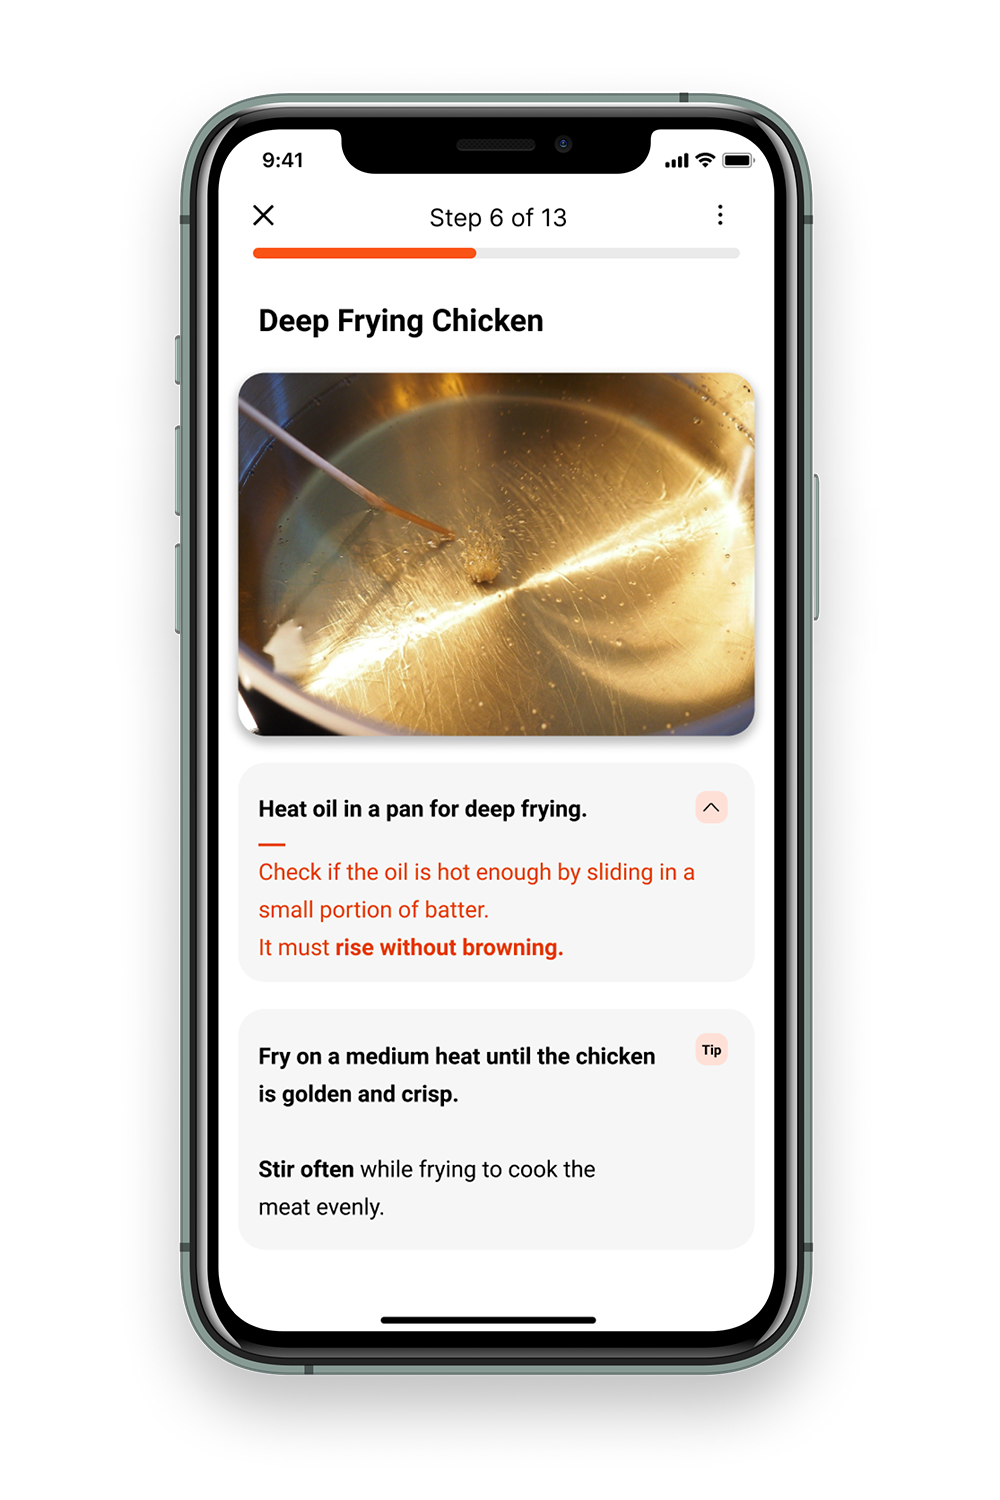 9:41
Step 6 of 13
Deep Frying Chicken
Heat oil in a pan for deep frying.
Check if the oil is hot enough by sliding in a
small portion of batter.
It must rise without browning.
Fry on a medium heat until the chicken
is golden and crisp.
Tip
Stir often while frying to cook the
meat evenly.